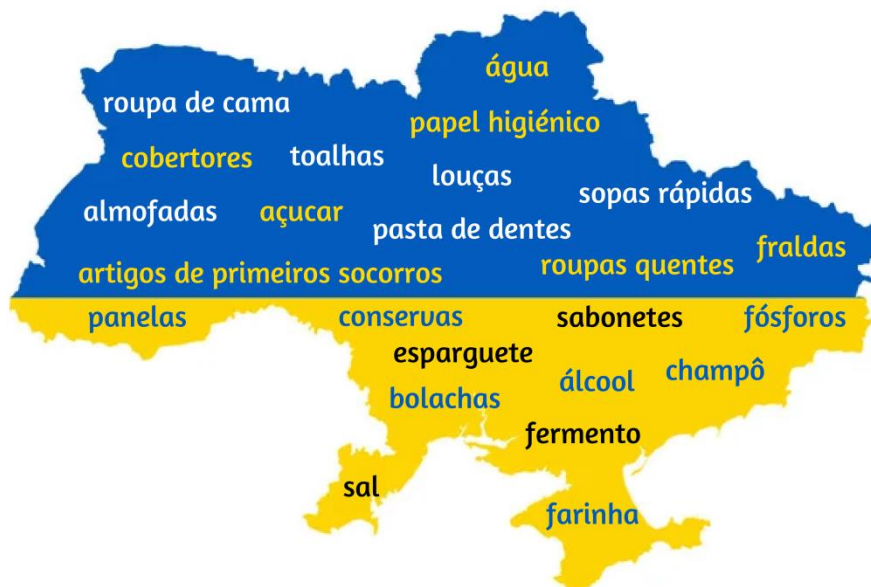 água
roupa de cama
papel higiénico
cobertores
toalhas
louças
sopas rápidas
almofadas
açucar
pasta de dentes
fraldas
artigos de primeiros socorros
roupas quentes
panelas
conservas
sabonetes
fósforos
esparguete
champô
álcool
bolachas
fermento
sal
farinha